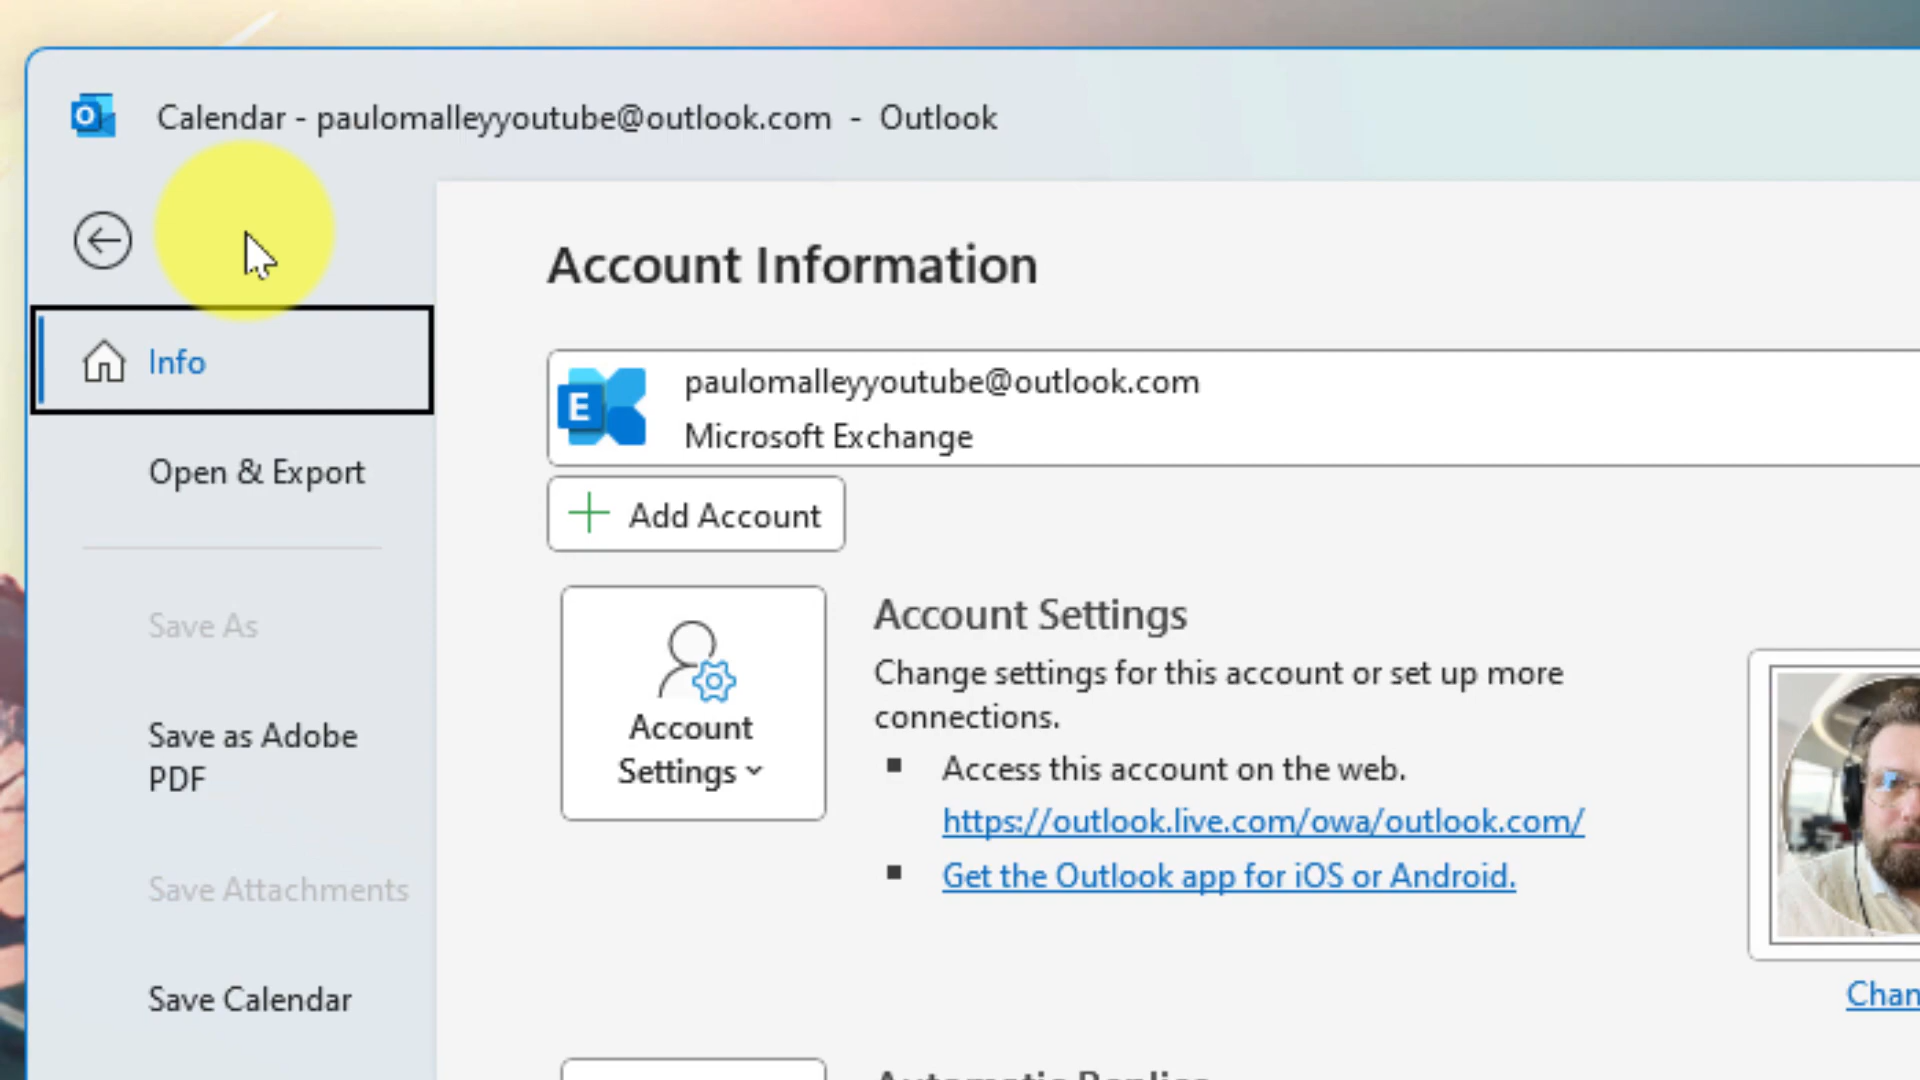 Calendar - paulomalleyyoutube@outlook.com - Outlook
Account Information
Info
paulomalleyyoutube@outlook.com
Microsoft Exchange
Open & Export
Add Account
Save As
Account Settings
Change settings for this account or set up more
connections.
Account
Settings
Access this account on the web.
https://outlook.live.com/owa/outlook.com/
Get the Outlook app for iOS or Android.
Save as Adobe
PDF
Save Attachments
Save Calendar
Chan
Automatic Replies